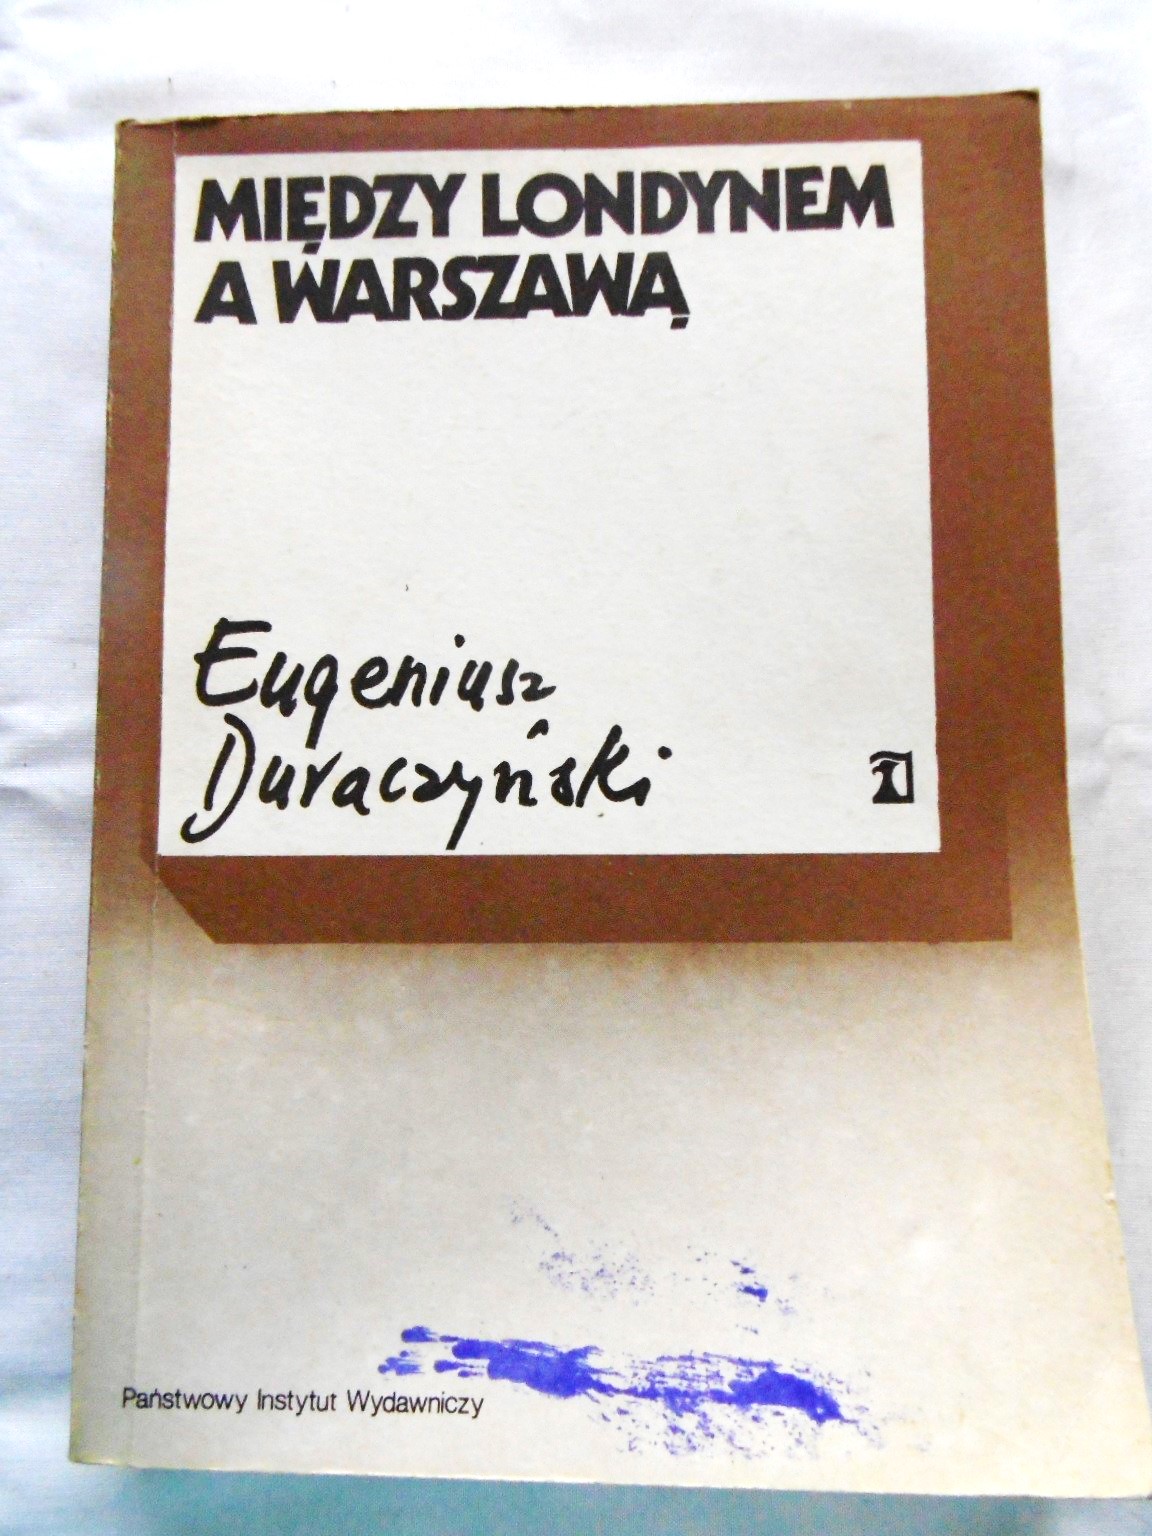 MIĘDZY LONDYNEM
A WARSZAWĄ
Eugeniusz
Duraczyński
Państwowy Instytut Wydawniczy